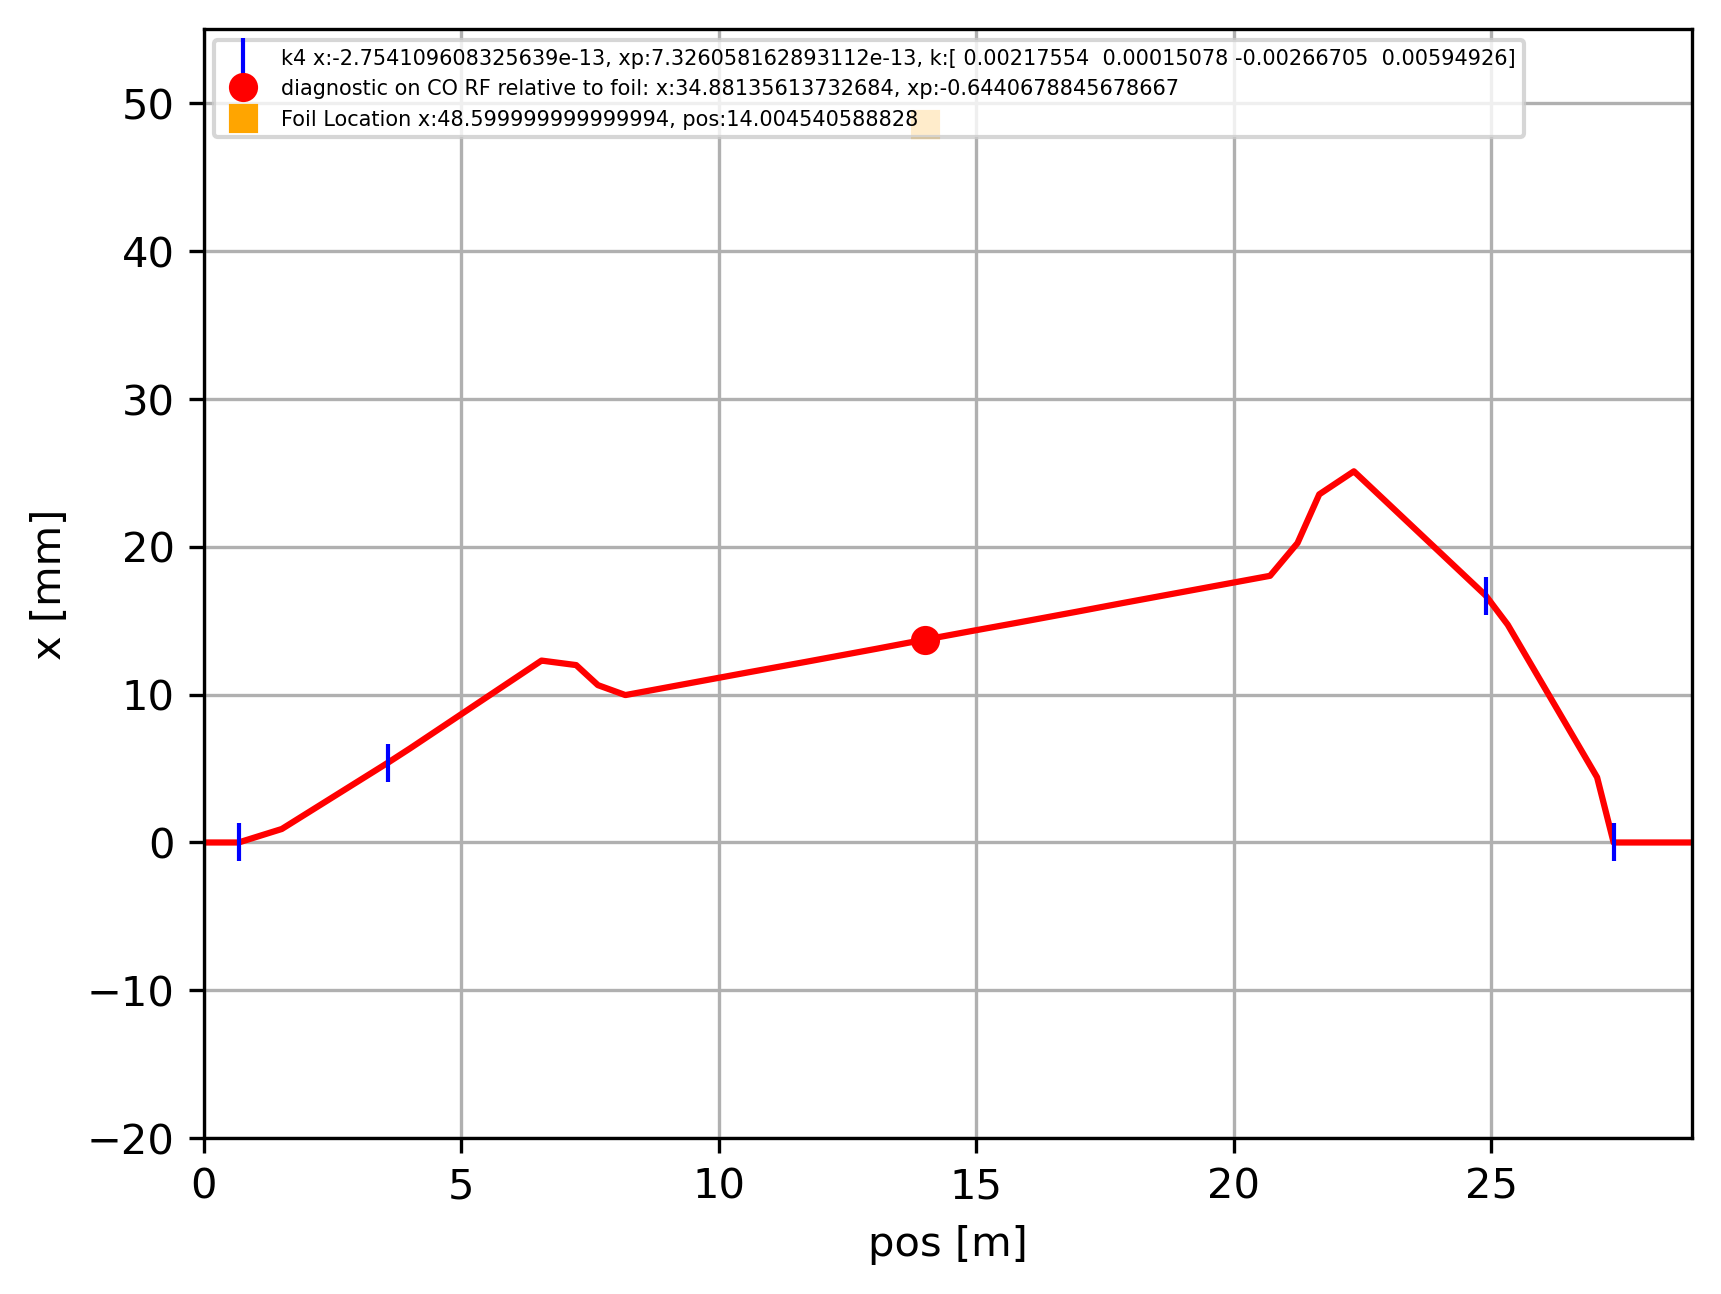 k4 x:-2.754109608325639e-13, xp:7.326058162893112e-13, k:[ 0.00217554  0.00015078 -0.00266705  0.00594926]
diagnostic on CO RF relative to foil: x:34.88135613732684, xp:-0.6440678845678667
Foil Location x:48.599999999999994, pos:14.004540588828
50
40
30
20
10
0
−10
−20
x [mm]
0 5 10 15 20 25
pos [m]